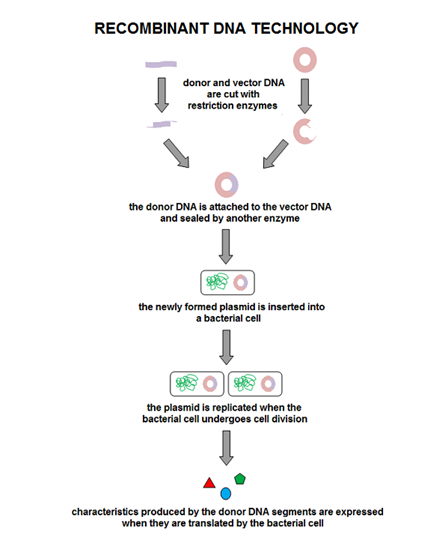 RECOMBINANT DNA TECHNOLOGY
donor and vector DNA
are cut with
restriction enzymes
the donor DNA is attached to the vector DNA
and sealed by another enzyme
the newly formed plasmid is inserted into
a bacterial cell
the plasmid is replicated when the
bacterial cell undergoes cell division
characteristics produced by the donor DNA segments are expressed
when they are translated by the bacterial cell